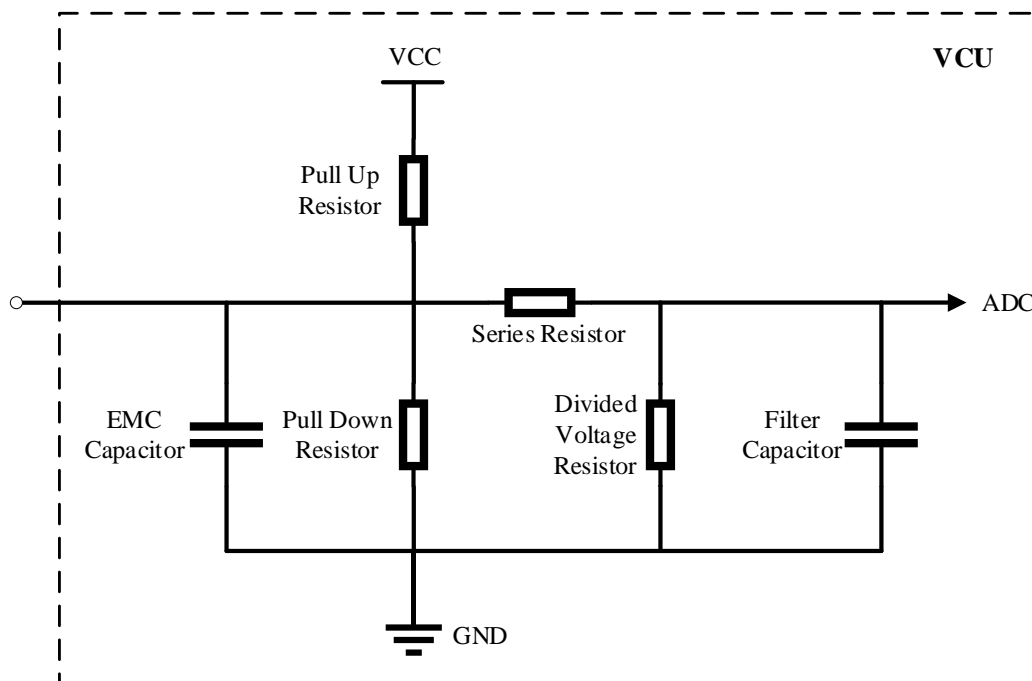 VCC
VCU
Pull Up
Resistor
ADC
Series Resistor
EMC
Capacitor
Pull Down
Resistor
Divided
Voltage
Resistor
Filter
Capacitor
GND